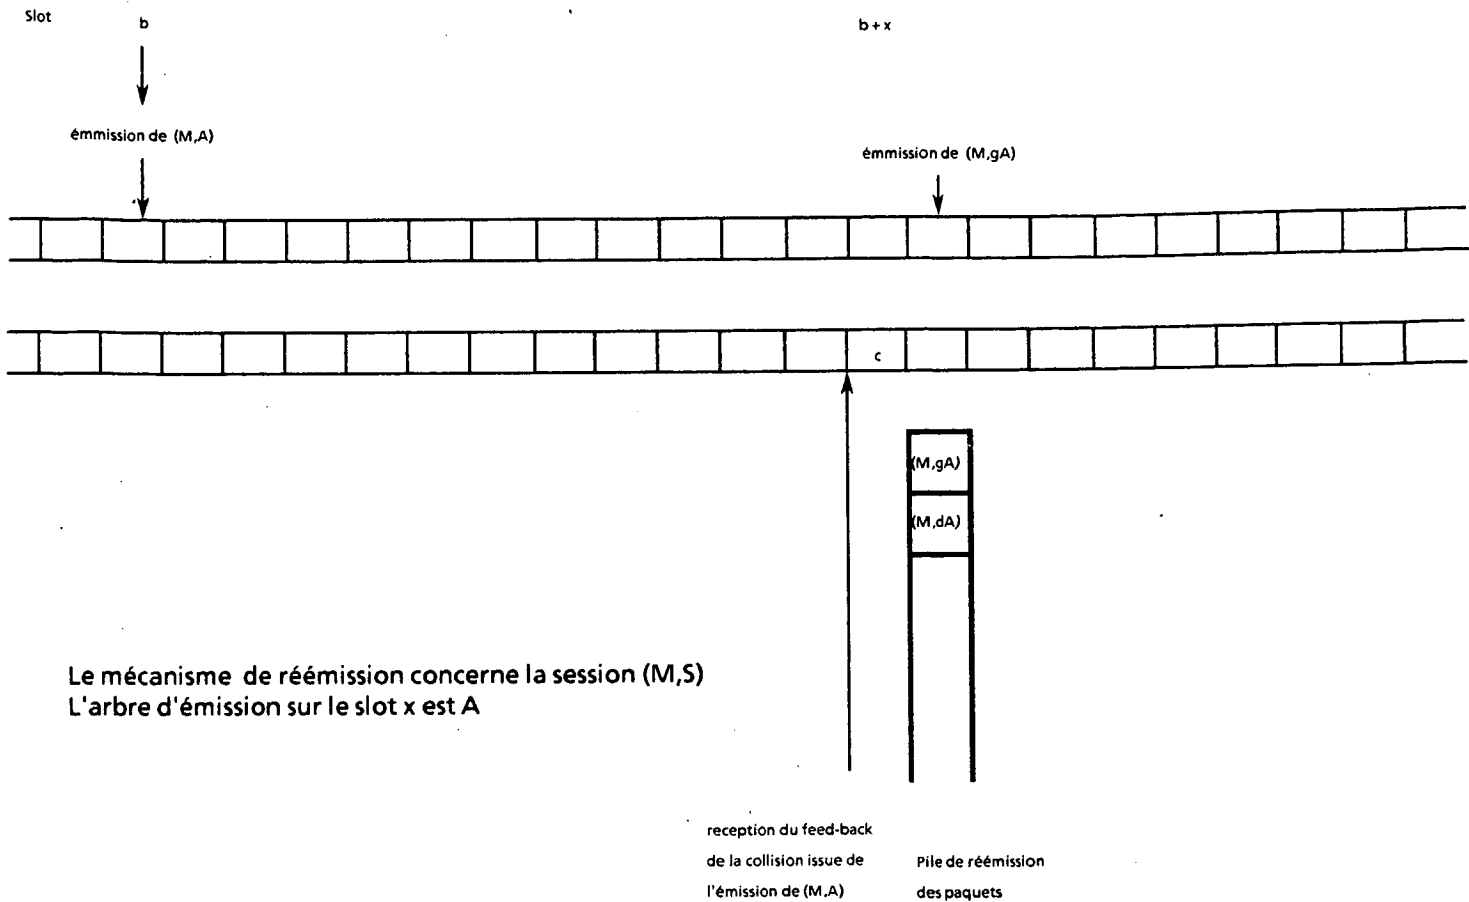 Slot
b
b + x
émmission de (M,A)
émmission de (M,gA)
c
(M,gA)
(M,dA)
Le mécanisme de réémission concerne la session (M,S)
L'arbre d'émission sur le slot x est A
reception du feed-back
de la collision issue de
l'émission de (M,A)
Pile de réémission
des paquets